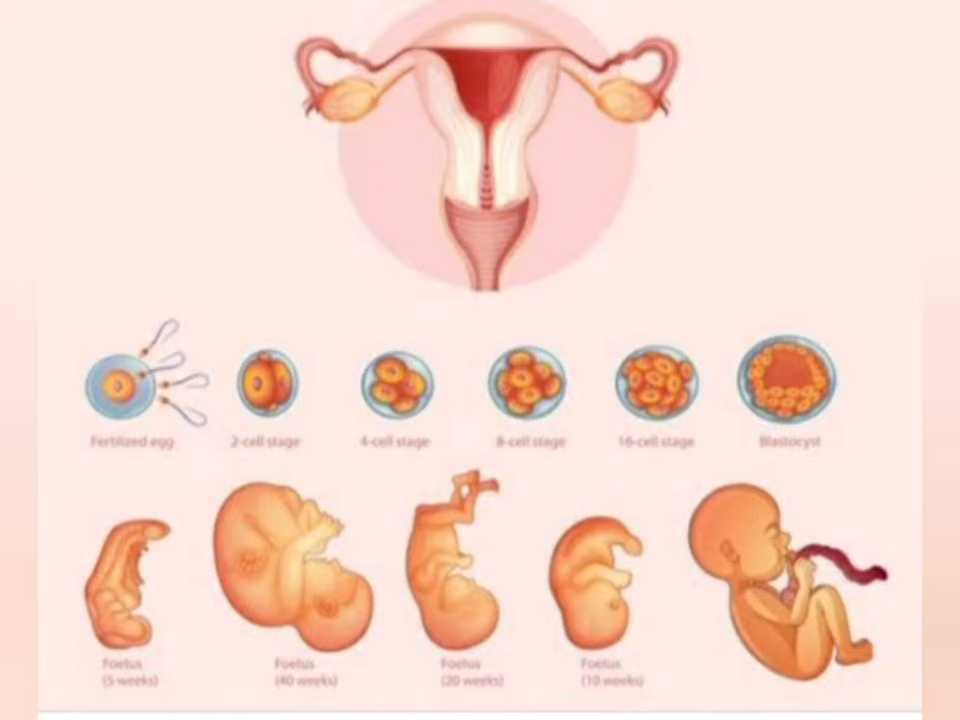 Fertilized egg
2-cell stage
4-cell stage
8-cell stage
16-cell stage
Blastocyst
Foetus
(5 weeks)
Foetus
(40 weeks)
Foetus
(20 weeks)
Foetus
(10 weeks)